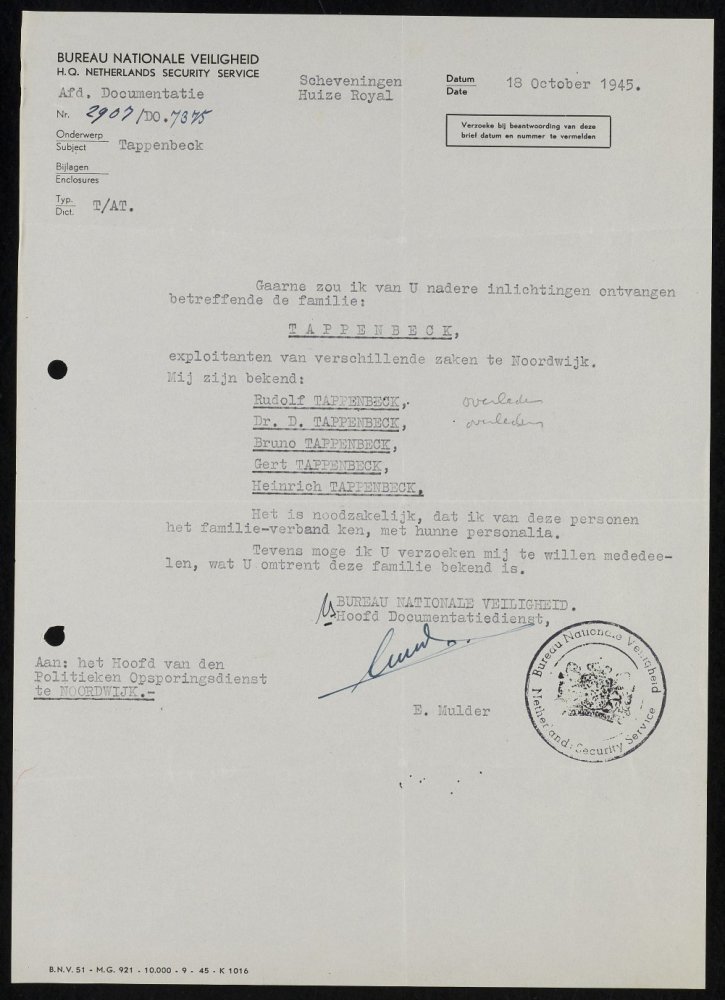 BUREAU NATIONALE VEILIGHEID
H.Q. NETHERLANDS SECURITY SERVICE
Afd. Documentatie
Nr. 2907/DO.7375
Onderwerp
Subject Tappenbeck
Bijlagen
Enclosures
Typ.
Dict. T/AT.
Scheveningen
Huize Royal
Datum
Date 18 October 1945.
Verzoeke bij beantwoording van deze
brief datum en nummer te vermelden
Gaarne zou ik van U nadere inlichtingen ontvangen
betreffende de familie:
T A P P E N B E C K,
exploitanten van verschillende zaken te Noordwijk.
Mij zijn bekend:
Rudolf TAPPENBECK, overleden
Dr. D. TAPPENBECK, overleden
Bruno TAPPENBECK,
Gert TAPPENBECK,
Heinrich TAPPENBECK.
Het is noodzakelijk, dat ik van deze personen
het familie-verband ken, met hunne personalia.
Tevens moge ik U verzoeken mij te willen mededee-
len, wat U omtrent deze familie bekend is.
BUREAU NATIONALE VEILIGHEID.
Hoofd Documentatiedienst,
E. Mulder
Bureau Nationale Veiligheid
Netherlands Security Service
Aan: het Hoofd van den
Politieken Opsporingsdienst
te NOORDWIJK.-
B.N.V. 51 - M.G. 921 - 10.000 - 9 - 45 - K 1016